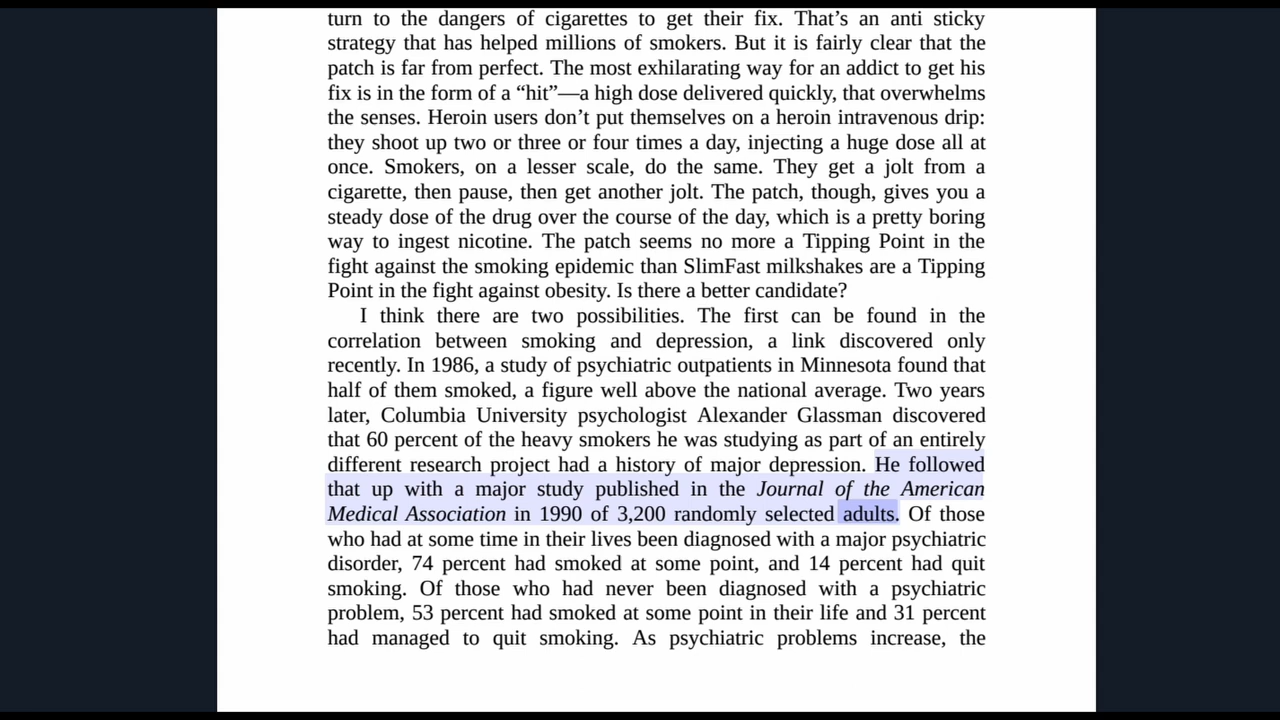 turn to the dangers of cigarettes to get their fix. That’s an anti sticky
strategy that has helped millions of smokers. But it is fairly clear that the
patch is far from perfect. The most exhilarating way for an addict to get his
fix is in the form of a “hit”—a high dose delivered quickly, that overwhelms
the senses. Heroin users don’t put themselves on a heroin intravenous drip:
they shoot up two or three or four times a day, injecting a huge dose all at
once. Smokers, on a lesser scale, do the same. They get a jolt from a
cigarette, then pause, then get another jolt. The patch, though, gives you a
steady dose of the drug over the course of the day, which is a pretty boring
way to ingest nicotine. The patch seems no more a Tipping Point in the
fight against the smoking epidemic than SlimFast milkshakes are a Tipping
Point in the fight against obesity. Is there a better candidate?
I think there are two possibilities. The first can be found in the
correlation between smoking and depression, a link discovered only
recently. In 1986, a study of psychiatric outpatients in Minnesota found that
half of them smoked, a figure well above the national average. Two years
later, Columbia University psychologist Alexander Glassman discovered
that 60 percent of the heavy smokers he was studying as part of an entirely
different research project had a history of major depression. He followed
that up with a major study published in the Journal of the American
Medical Association in 1990 of 3,200 randomly selected adults. Of those
who had at some time in their lives been diagnosed with a major psychiatric
disorder, 74 percent had smoked at some point, and 14 percent had quit
smoking. Of those who had never been diagnosed with a psychiatric
problem, 53 percent had smoked at some point in their life and 31 percent
had managed to quit smoking. As psychiatric problems increase, the